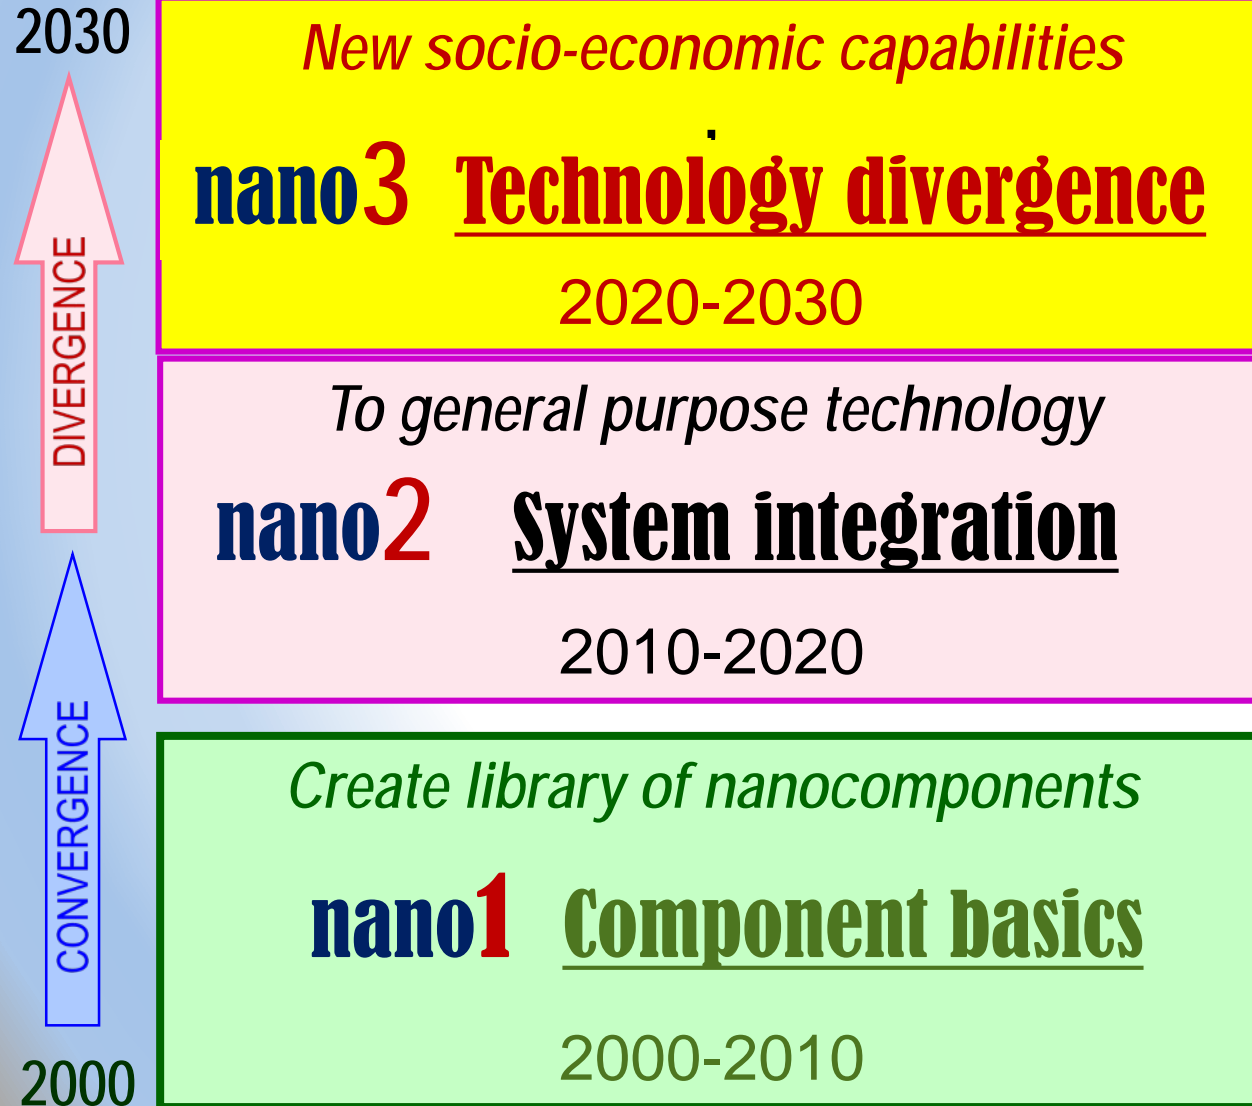 2030
New socio-economic capabilities
nano3 Technology divergence
2020-2030
DIVERGENCE
To general purpose technology
nano2 System integration
2010-2020
CONVERGENCE
Create library of nanocomponents
nano1 Component basics
2000-2010
2000